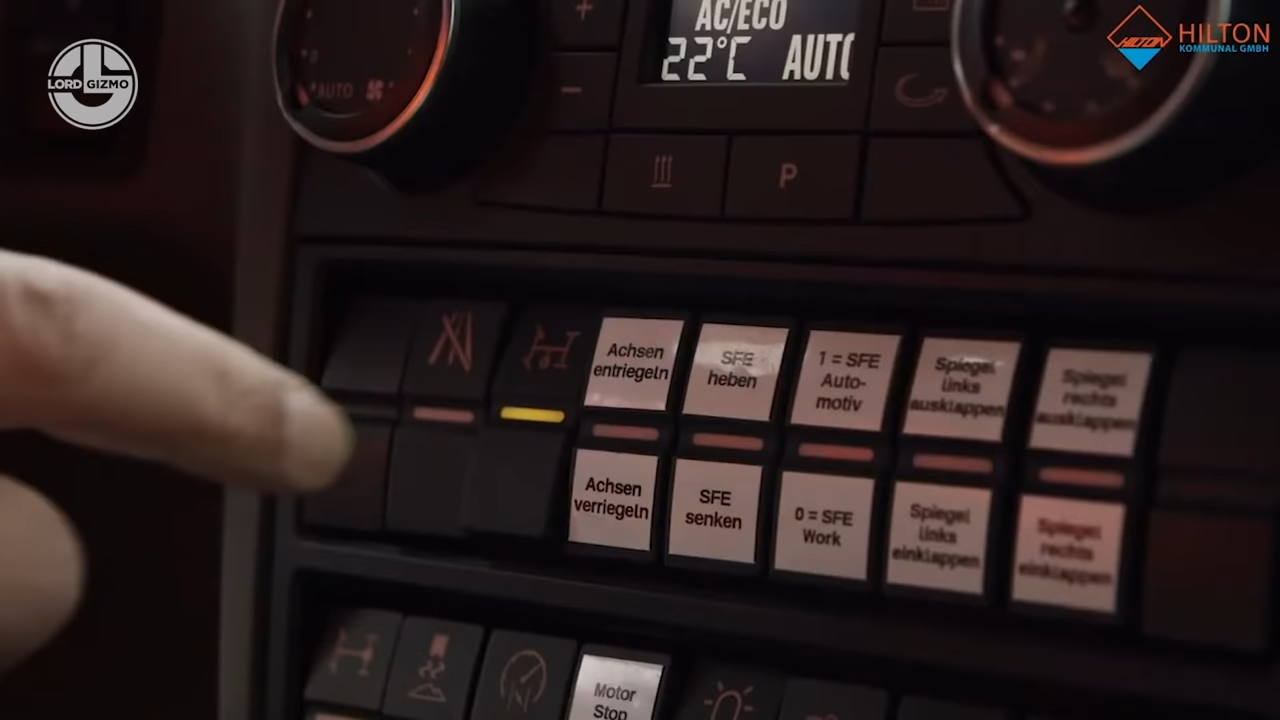 AC/ECO
22°C AUTO
LORD GIZMO
HILTON
KOMMUNAL GMBH
AUTO
P
Achsen
entriegeln
SFE
heben
1 = SFE
Auto-
motiv
Spiegel
links
ausklappen
Spiegel
rechts
ausklappen
Achsen
verriegeln
SFE
senken
0 = SFE
Work
Spiegel
links
einklappen
Spiegel
rechts
einklappen
Motor
Stop